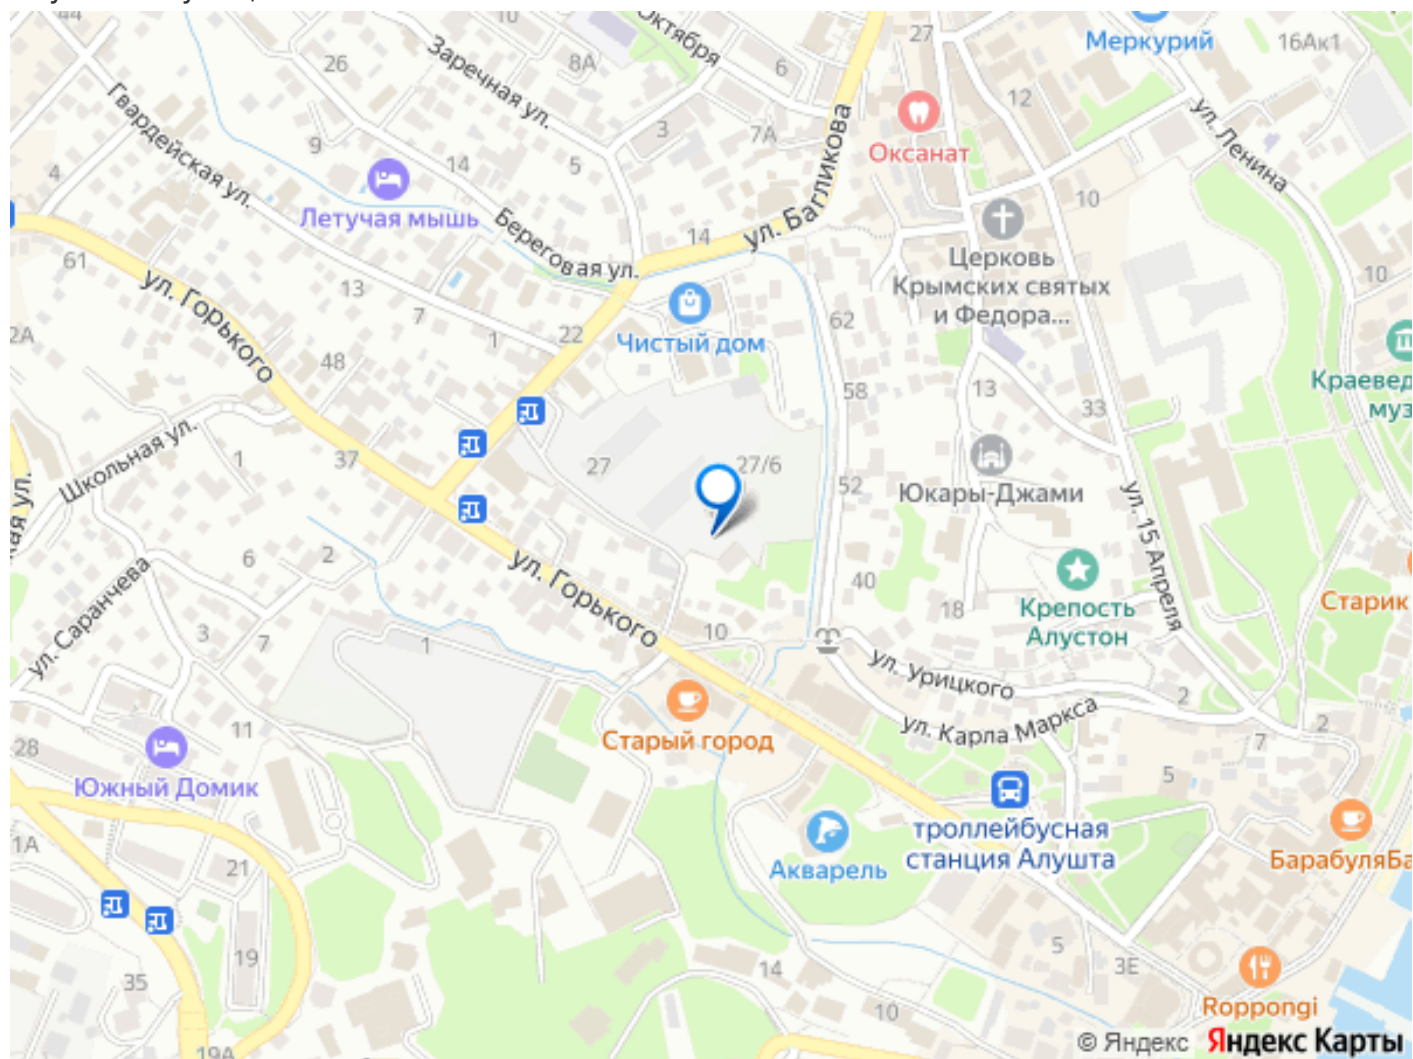 44
10
Октября
27
Меркурий
16Ак1
Заречная ул.
8А
6
26
12
Гвардейская ул.
3
7А
ул. Багликова
Оксанат
ул. Ленина
9
14
5
4
10
Летучая мышь
Береговая ул.
14
Церковь
Крымских святых
и Федора...
61
10
ул. Горького
13
7
1
22
62
2А
Чистый дом
48
58
13
33
Краевед
муз
Школьная ул.
1
37
27
27/6
52
Юкары-Джами
ул. 15 Апреля
ая ул.
6
2
ул. Горького
40
18
Крепость
Алустон
Старик
ул. Саранчева
3
7
1
10
ул. Урицкого
2
ул. Карла Маркса
2
7
11
Старый город
28
Южный Домик
5
троллейбусная
станция Алушта
1А
21
Акварель
БарабуляБа
19
35
14
5
3Е
10
Roppongi
19А
© Яндекс Яндекс Карты